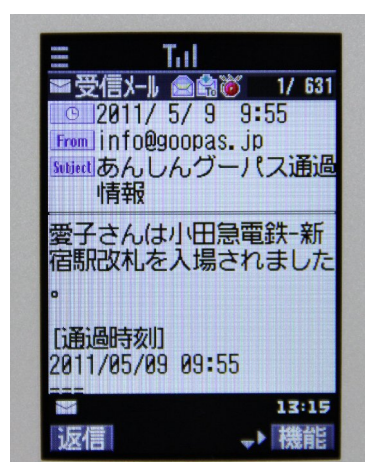 受信メール 1/ 631
2011/ 5/ 9 9:55
From info@goopas.jp
Subject あんしんグーパス通過
情報
愛子さんは小田急電鉄-新
宿駅改札を入場されました
。
[通過時刻]
2011/05/09 09:55
===
13:15
返信 機能